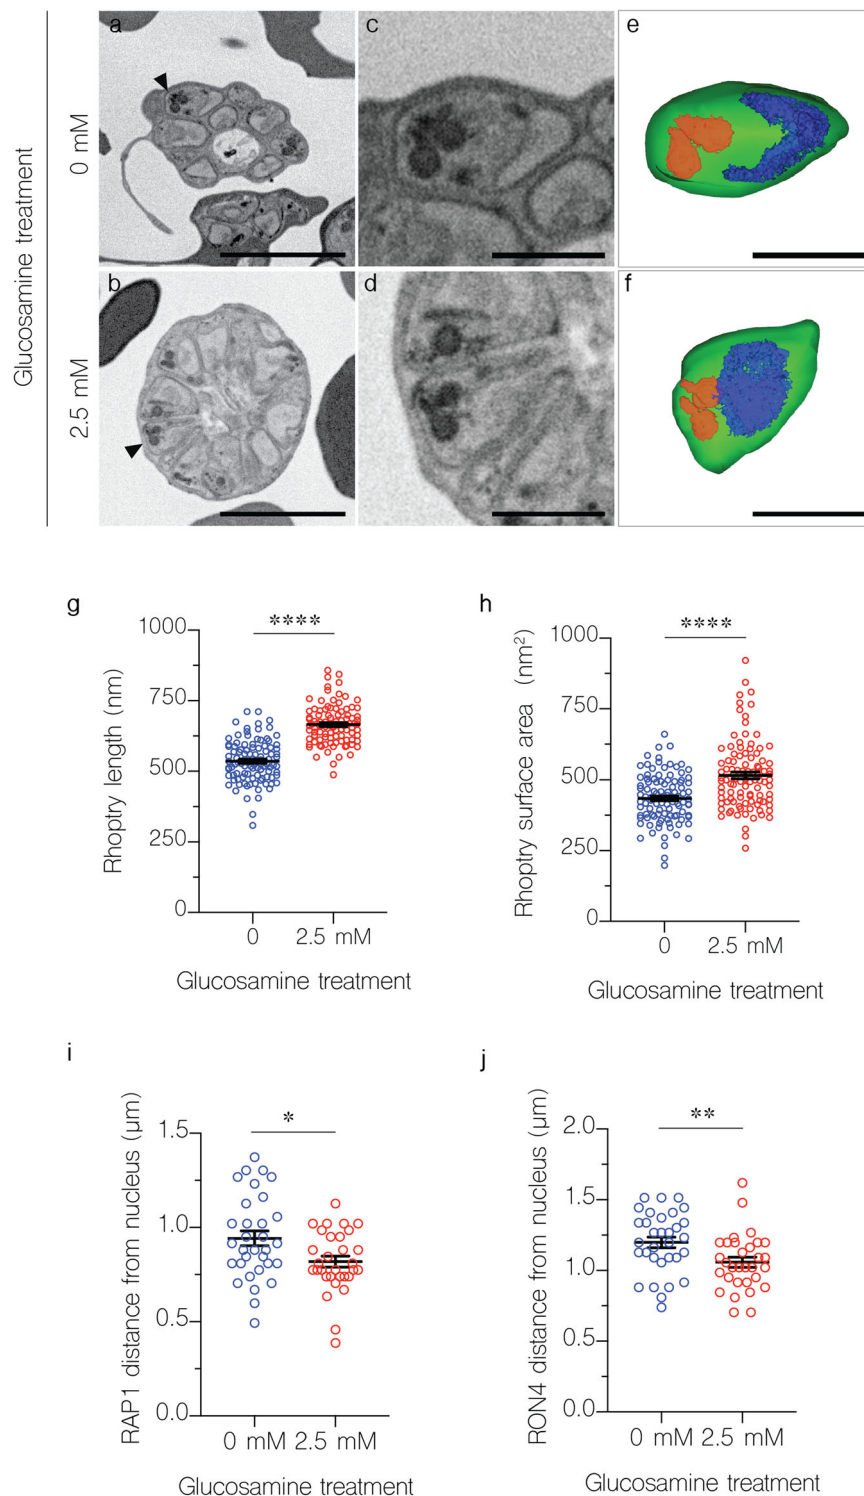 Glucosamine treatment
0 mM
2.5 mM
a
c
e
b
d
f
g
****
Rhoptry length (nm)
1000
750
500
250
0
0
2.5 mM
Glucosamine treatment
h
****
Rhoptry surface area (nm²)
1000
750
500
250
0
0
2.5 mM
Glucosamine treatment
i
*
RAP1 distance from nucleus (µm)
1.5
1.0
0.5
0.0
0 mM
2.5 mM
Glucosamine treatment
j
**
RON4 distance from nucleus (µm)
2.0
1.5
1.0
0.5
0.0
0 mM
2.5 mM
Glucosamine treatment